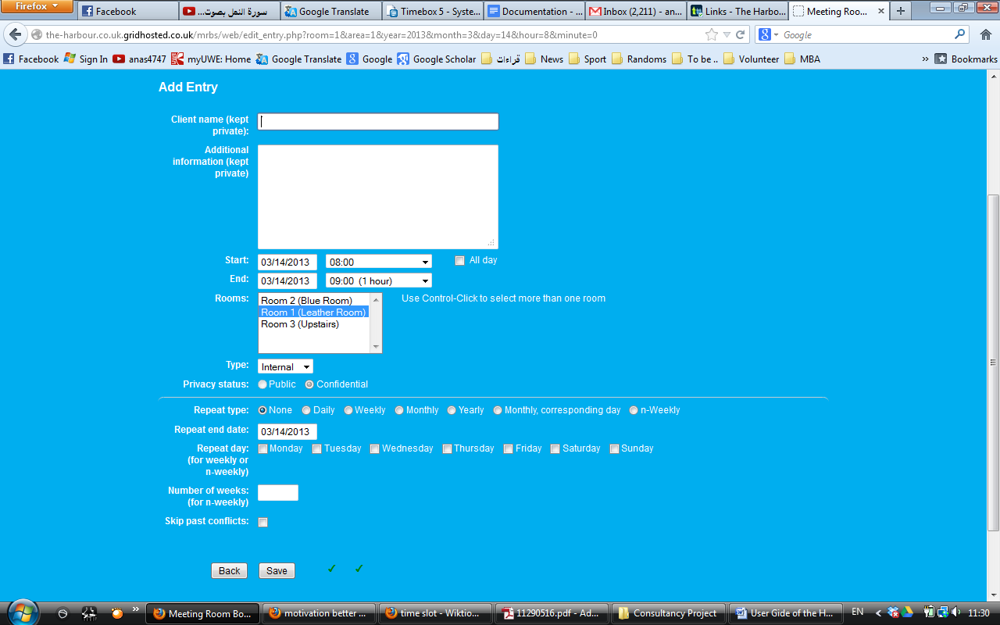 Firefox
Facebook
سورة النحل بصوت...
Google Translate
Timebox 5 - Syste...
Documentation - ...
Inbox (2,211) - an...
Links - The Harbo...
Meeting Roo...
the-harbour.co.uk.gridhosted.co.uk/mrbs/web/edit_entry.php?room=1&area=1&year=2013&month=3&day=14&hour=8&minute=0
Google
Facebook Sign In anas4747 myUWE: Home Google Translate Google Google Scholar قراءات News Sport Randoms To be .. Volunteer MBA » Bookmarks
Add Entry
Client name (kept
private):
Additional
information (kept
private)
Start: 03/14/2013 08:00 All day
End: 03/14/2013 09:00 (1 hour)
Rooms: Room 2 (Blue Room) Use Control-Click to select more than one room
Room 1 (Leather Room)
Room 3 (Upstairs)
Type: Internal
Privacy status: Public Confidential
Repeat type: None Daily Weekly Monthly Yearly Monthly, corresponding day n-Weekly
Repeat end date: 03/14/2013
Repeat day: Monday Tuesday Wednesday Thursday Friday Saturday Sunday
(for weekly or
n-weekly)
Number of weeks:
(for n-weekly)
Skip past conflicts:
Back Save
» Meeting Room Bo... motivation better ... time slot - Wiktio... 11290516.pdf - Ad... Consultancy Project User Gide of the H... EN 11:30